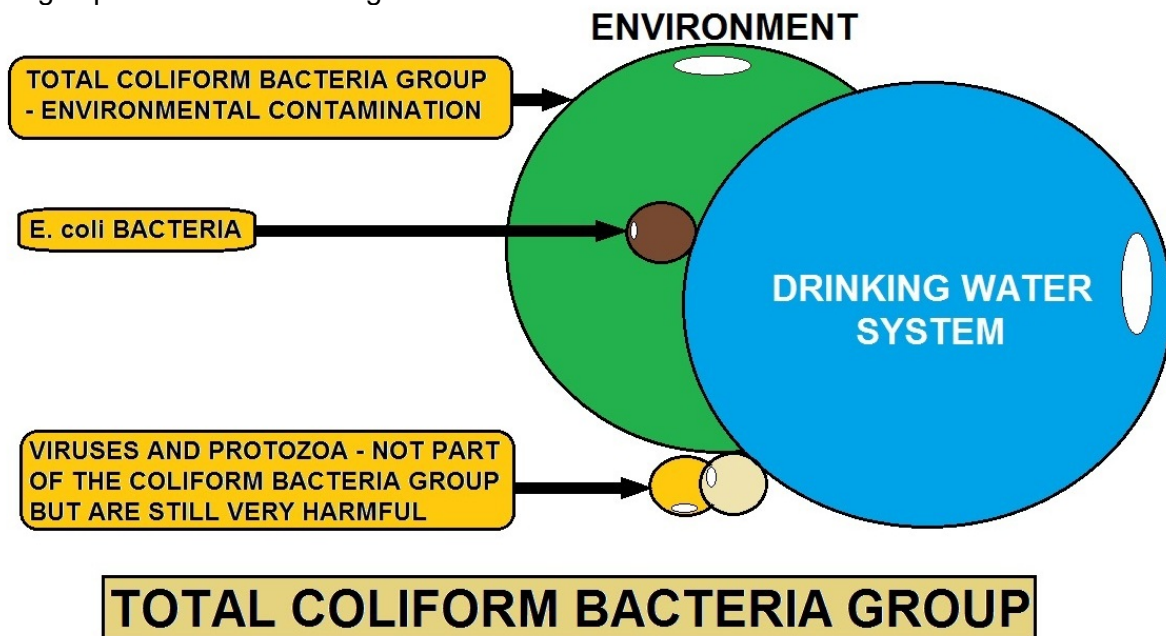 ENVIRONMENT
TOTAL COLIFORM BACTERIA GROUP
- ENVIRONMENTAL CONTAMINATION
E. coli BACTERIA
DRINKING WATER
SYSTEM
VIRUSES AND PROTOZOA - NOT PART
OF THE COLIFORM BACTERIA GROUP
BUT ARE STILL VERY HARMFUL
TOTAL COLIFORM BACTERIA GROUP